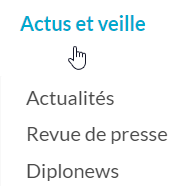 Actus et veille
Actualités
Revue de presse
Diplonews